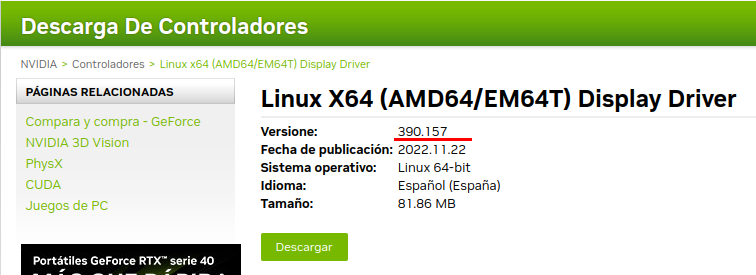 Descarga De Controladores
NVIDIA > Controladores > Linux x64 (AMD64/EM64T) Display Driver
PÁGINAS RELACIONADAS
Compara y compra - GeForce
NVIDIA 3D Vision
PhysX
CUDA
Juegos de PC
Linux X64 (AMD64/EM64T) Display Driver
Versione: 390.157
Fecha de publicación: 2022.11.22
Sistema operativo: Linux 64-bit
Idioma: Español (España)
Tamaño: 81.86 MB
Descargar
Portátiles GeForce RTX™ serie 40
MÁS QUE RÁPIDA